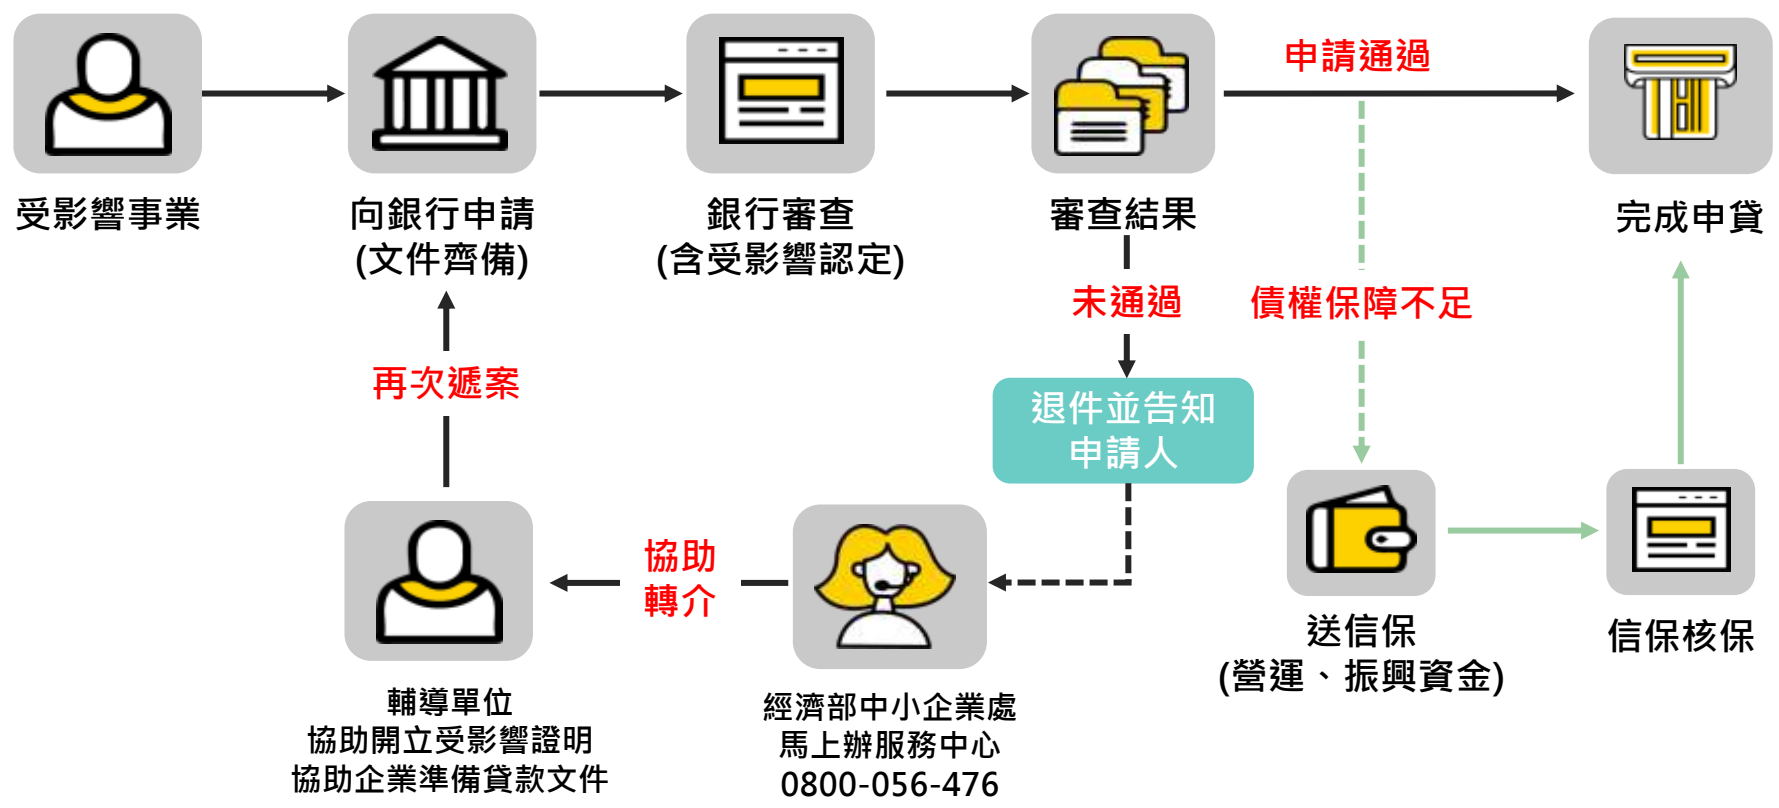 受影響事業
向銀行申請
(文件齊備)
銀行審查
(含受影響認定)
審查結果
申請通過
完成申貸
未通過
債權保障不足
再次遞案
退件並告知
申請人
協助
轉介
送信保
(營運、振興資金)
信保核保
輔導單位
協助開立受影響證明
協助企業準備貸款文件
經濟部中小企業處
馬上辦服務中心
0800-056-476